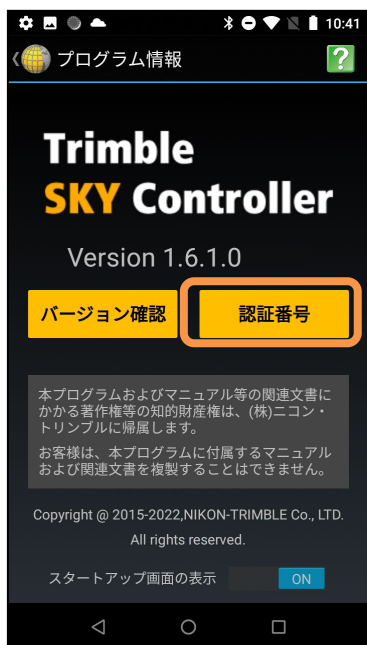 10:41
プログラム情報
?
Trimble
SKY Controller
Version 1.6.1.0
バージョン確認
認証番号
本プログラムおよびマニュアル等の関連文書に
かかる著作権等の知的財産権は、(株)ニコン・
トリンブルに帰属します。
お客様は、本プログラムに付属するマニュアル
および関連文書を複製することはできません。
Copyright @ 2015-2022,NIKON-TRIMBLE Co., LTD.
All rights reserved.
スタートアップ画面の表示 ON